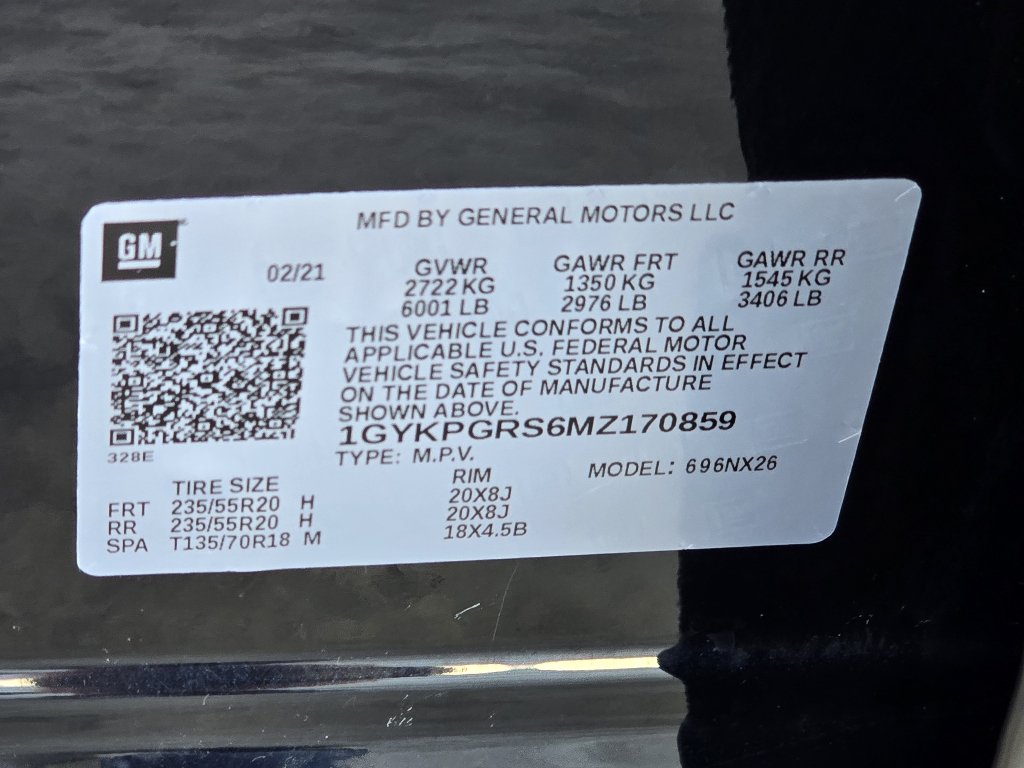 GM
MFD BY GENERAL MOTORS LLC
02/21
GVWR
2722 KG
6001 LB
GAWR FRT
1350 KG
2976 LB
GAWR RR
1545 KG
3406 LB
THIS VEHICLE CONFORMS TO ALL
APPLICABLE U.S. FEDERAL MOTOR
VEHICLE SAFETY STANDARDS IN EFFECT
ON THE DATE OF MANUFACTURE
SHOWN ABOVE.
1GYKPGRS6MZ170859
328E
TYPE: M.P.V.
MODEL: 696NX26
TIRE SIZE RIM
FRT 235/55R20 H 20X8J
RR 235/55R20 H 20X8J
SPA T135/70R18 M 18X4.5B